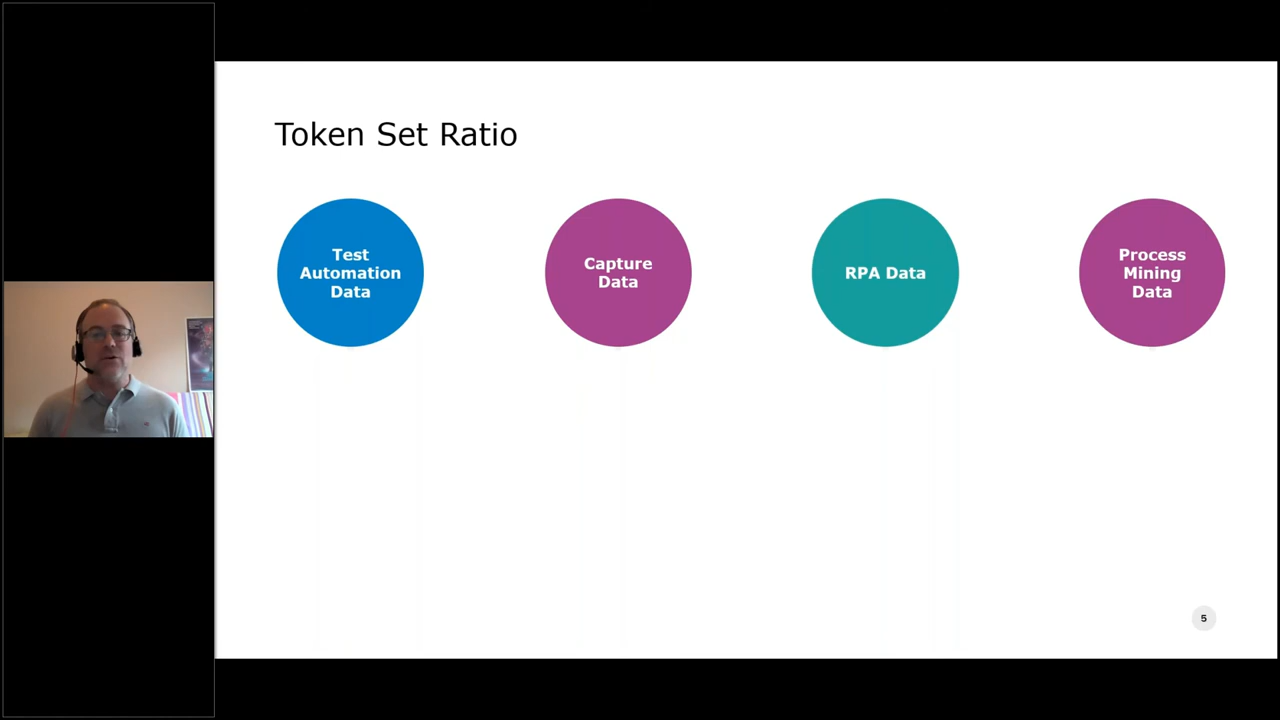 Token Set Ratio
Test
Automation
Data
Capture
Data
RPA Data
Process
Mining
Data
5